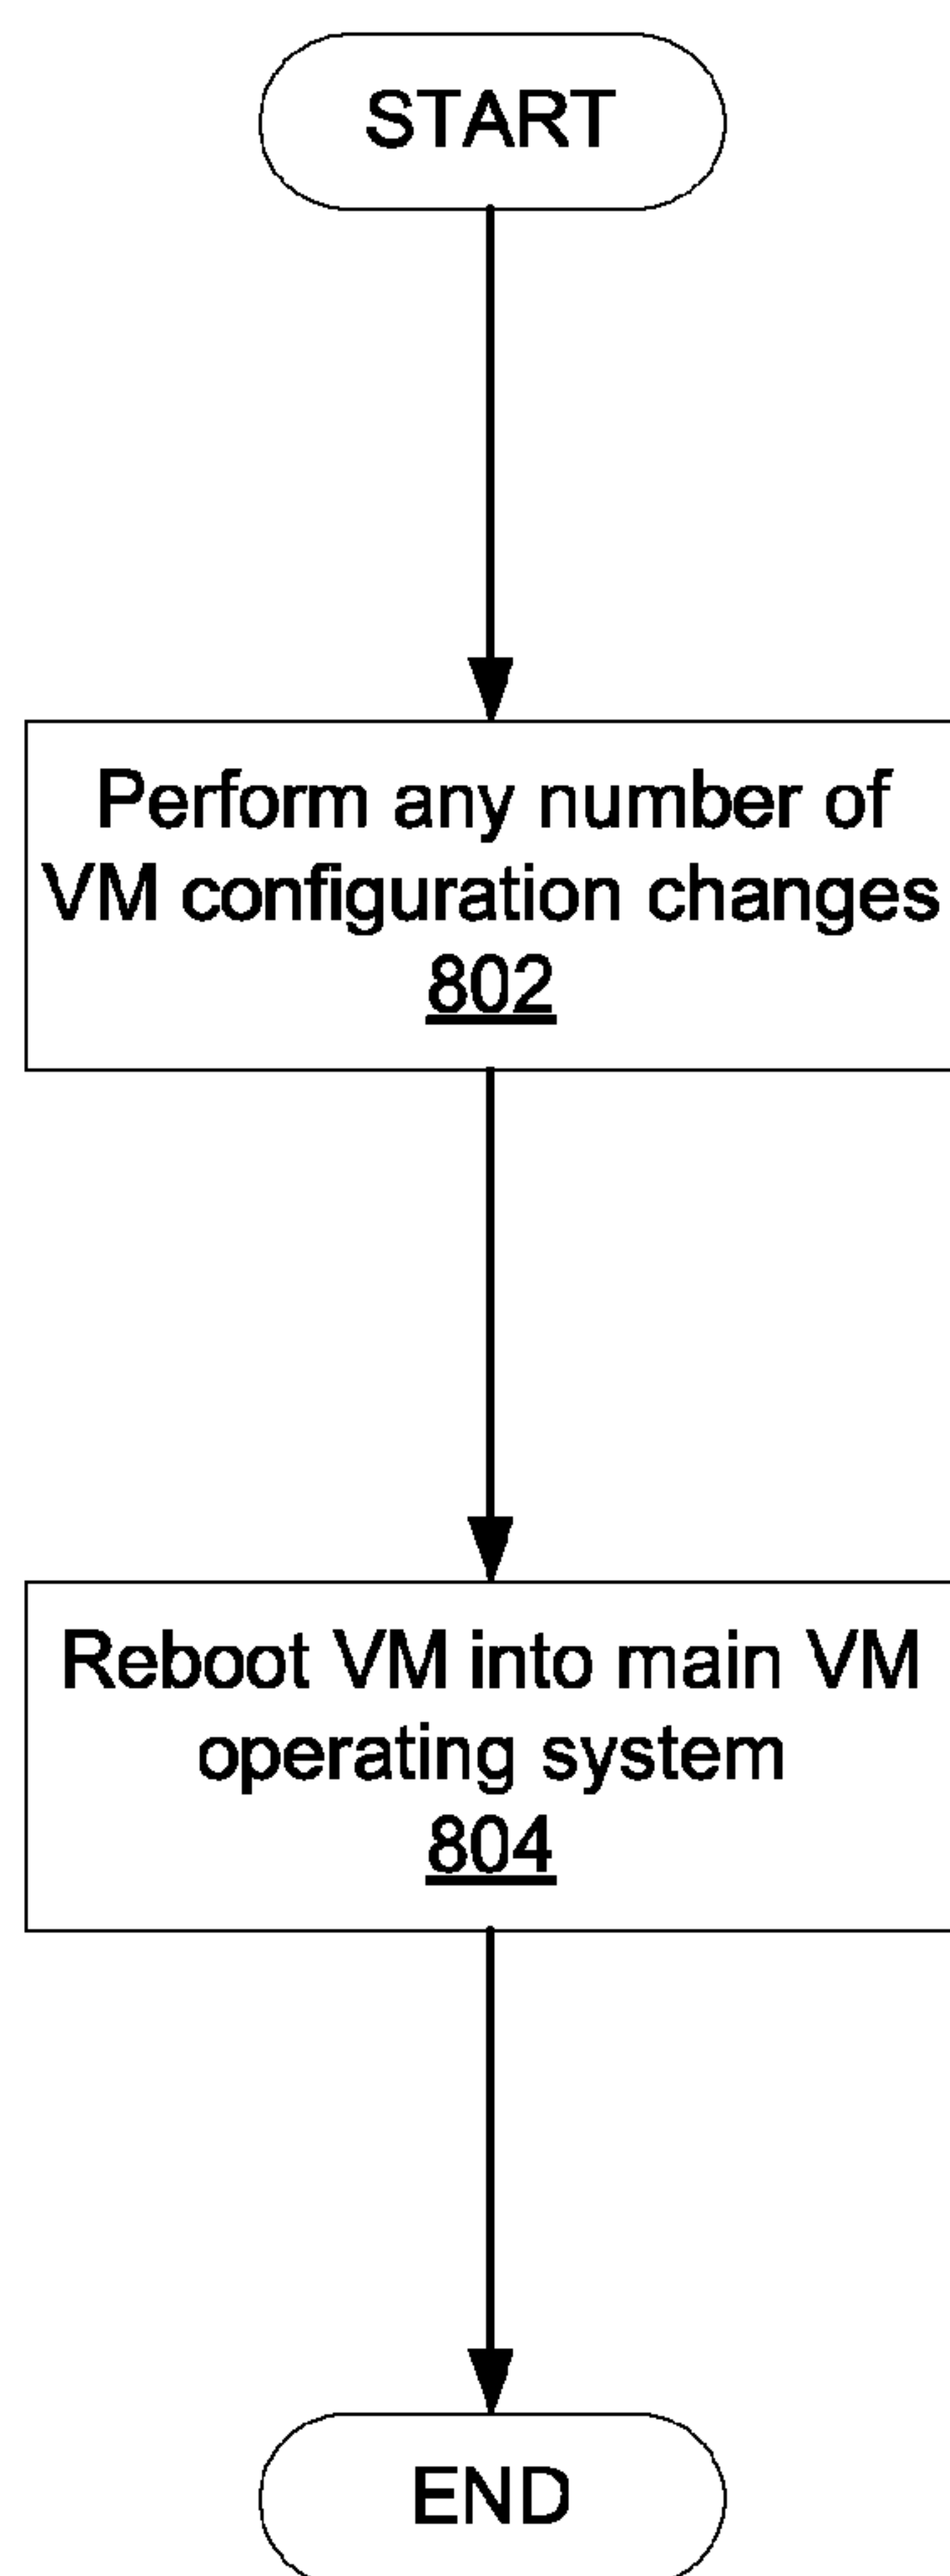 START
Perform any number of
VM configuration changes
802
Reboot VM into main VM
operating system
804
END